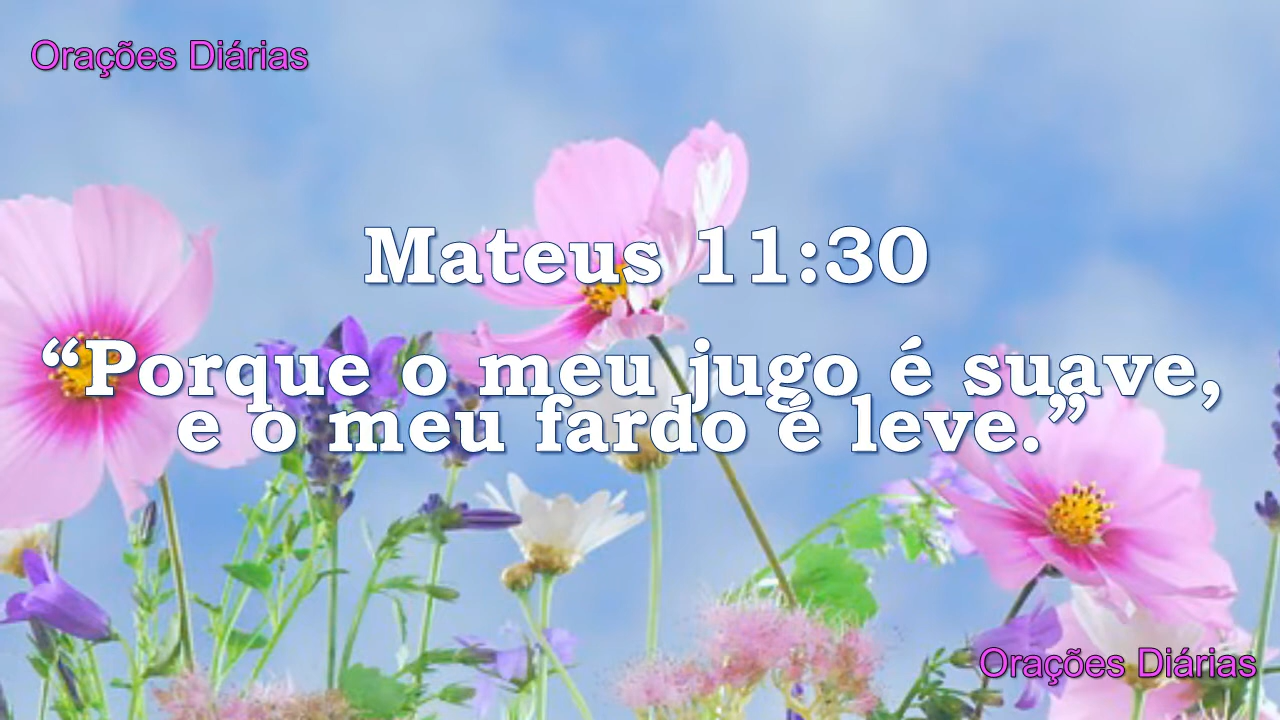 Orações Diárias
Mateus 11:30
“Porque o meu jugo é suave,
e o meu fardo é leve.”
Orações Diárias